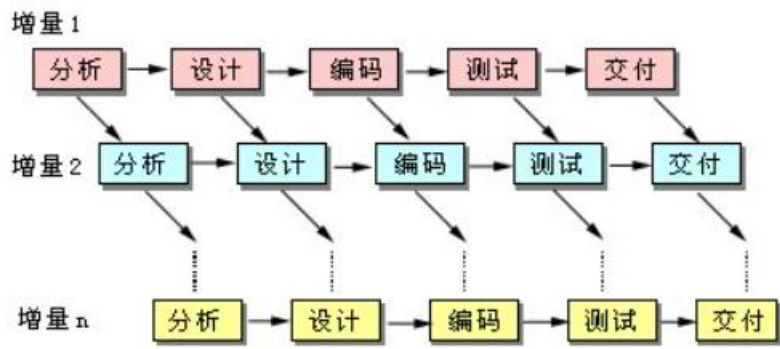 增量1
分析 设计 编码 测试 交付
增量2 分析 设计 编码 测试 交付
增量n 分析 设计 编码 测试 交付